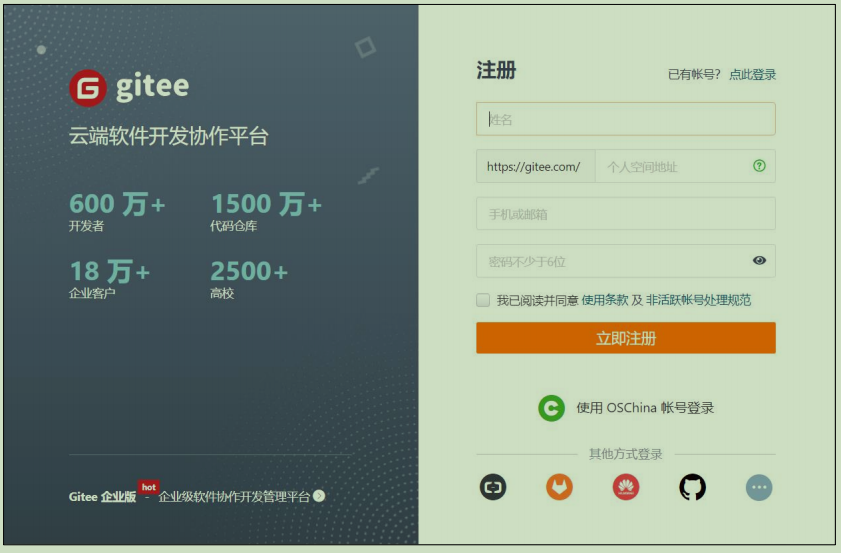 gitee
云端软件开发协作平台
600 万+ 1500 万+
开发者 代码仓库
18 万+ 2500+
企业客户 高校
Gitee 企业版 hot - 企业级软件协作开发管理平台
注册 已有帐号? 点此登录
姓名
https://gitee.com/ 个人空间地址
手机或邮箱
密码不少于6位
我已阅读并同意 使用条款 及 非活跃帐号处理规范
立即注册
使用 OSChina 帐号登录
其他方式登录